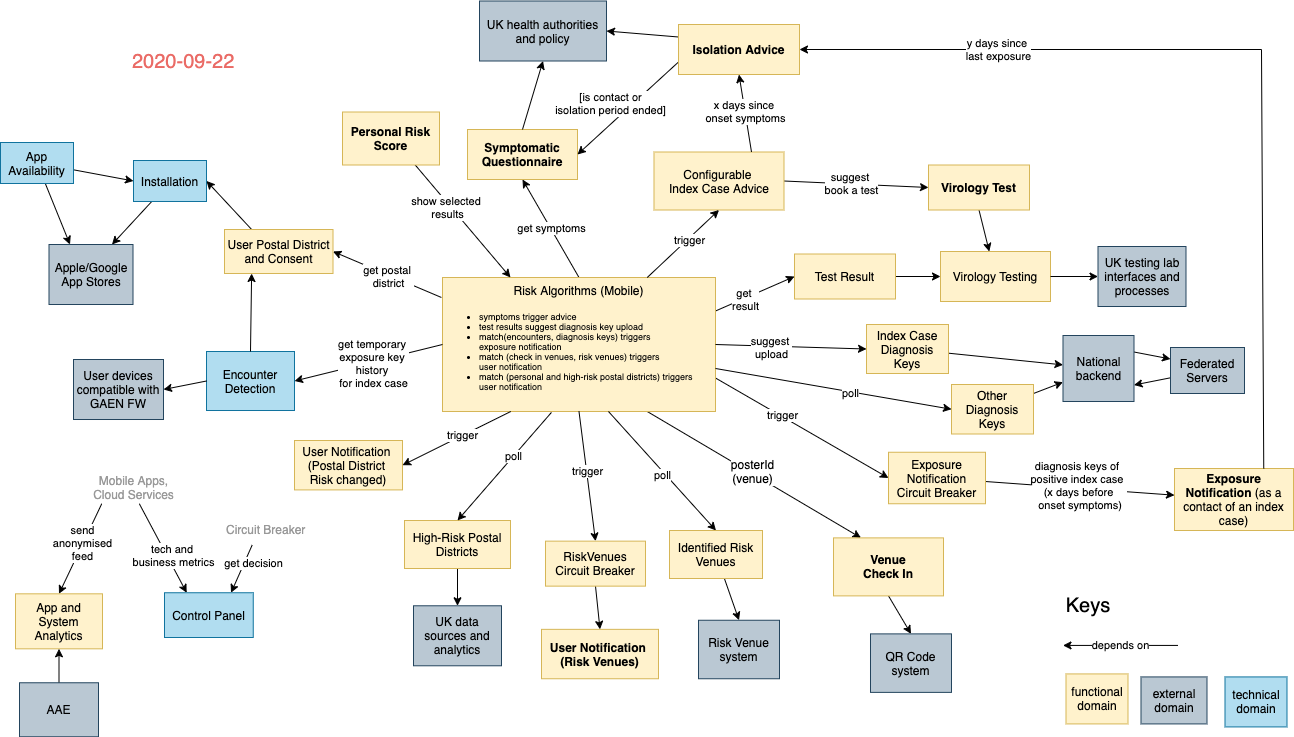 UK health authorities
and policy
Isolation Advice
y days since
last exposure
2020-09-22
[is contact or
isolation period ended]
x days since
onset symptoms
Personal Risk
Score
Symptomatic
Questionnaire
App
Availability
Installation
Configurable
Index Case Advice
suggest
book a test
Virology Test
show selected
results
get symptoms
trigger
User Postal District
and Consent
Apple/Google
App Stores
get postal
district
Risk Algorithms (Mobile)
• symptoms trigger advice
• test results suggest diagnosis key upload
• match(encounters, diagnosis keys) triggers
exposure notification
• match (check in venues, risk venues) triggers
user notification
• match (personal and high-risk postal districts) triggers
user notification
get
result
Test Result
Virology Testing
UK testing lab
interfaces and
processes
get temporary
exposure key
history
for index case
suggest
upload
Index Case
Diagnosis
Keys
National
backend
Federated
Servers
User devices
compatible with
GAEN FW
Encounter
Detection
poll
Other
Diagnosis
Keys
trigger
trigger
User Notification
(Postal District
Risk changed)
poll
trigger
poll
posterId
(venue)
Exposure
Notification
Circuit Breaker
diagnosis keys of
positive index case
(x days before
onset symptoms)
Exposure
Notification (as a
contact of an index
case)
Mobile Apps,
Cloud Services
send
anonymised
feed
tech and
business metrics
Circuit Breaker
get decision
High-Risk Postal
Districts
RiskVenues
Circuit Breaker
Identified Risk
Venues
Venue
Check In
App and
System
Analytics
Control Panel
UK data
sources and
analytics
User Notification
(Risk Venues)
Risk Venue
system
QR Code
system
AAE
Keys
depends on
functional
domain
external
domain
technical
domain